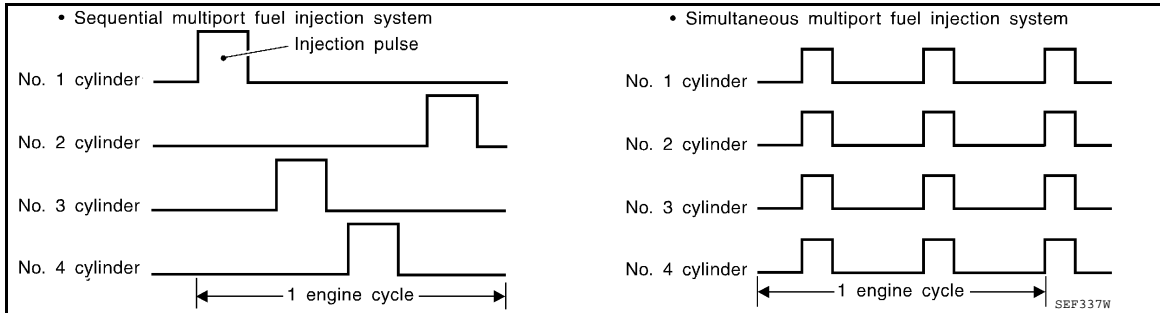 • Sequential multiport fuel injection system
Injection pulse
No. 1 cylinder
No. 2 cylinder
No. 3 cylinder
No. 4 cylinder
1 engine cycle
• Simultaneous multiport fuel injection system
No. 1 cylinder
No. 2 cylinder
No. 3 cylinder
No. 4 cylinder
1 engine cycle
SEF337W